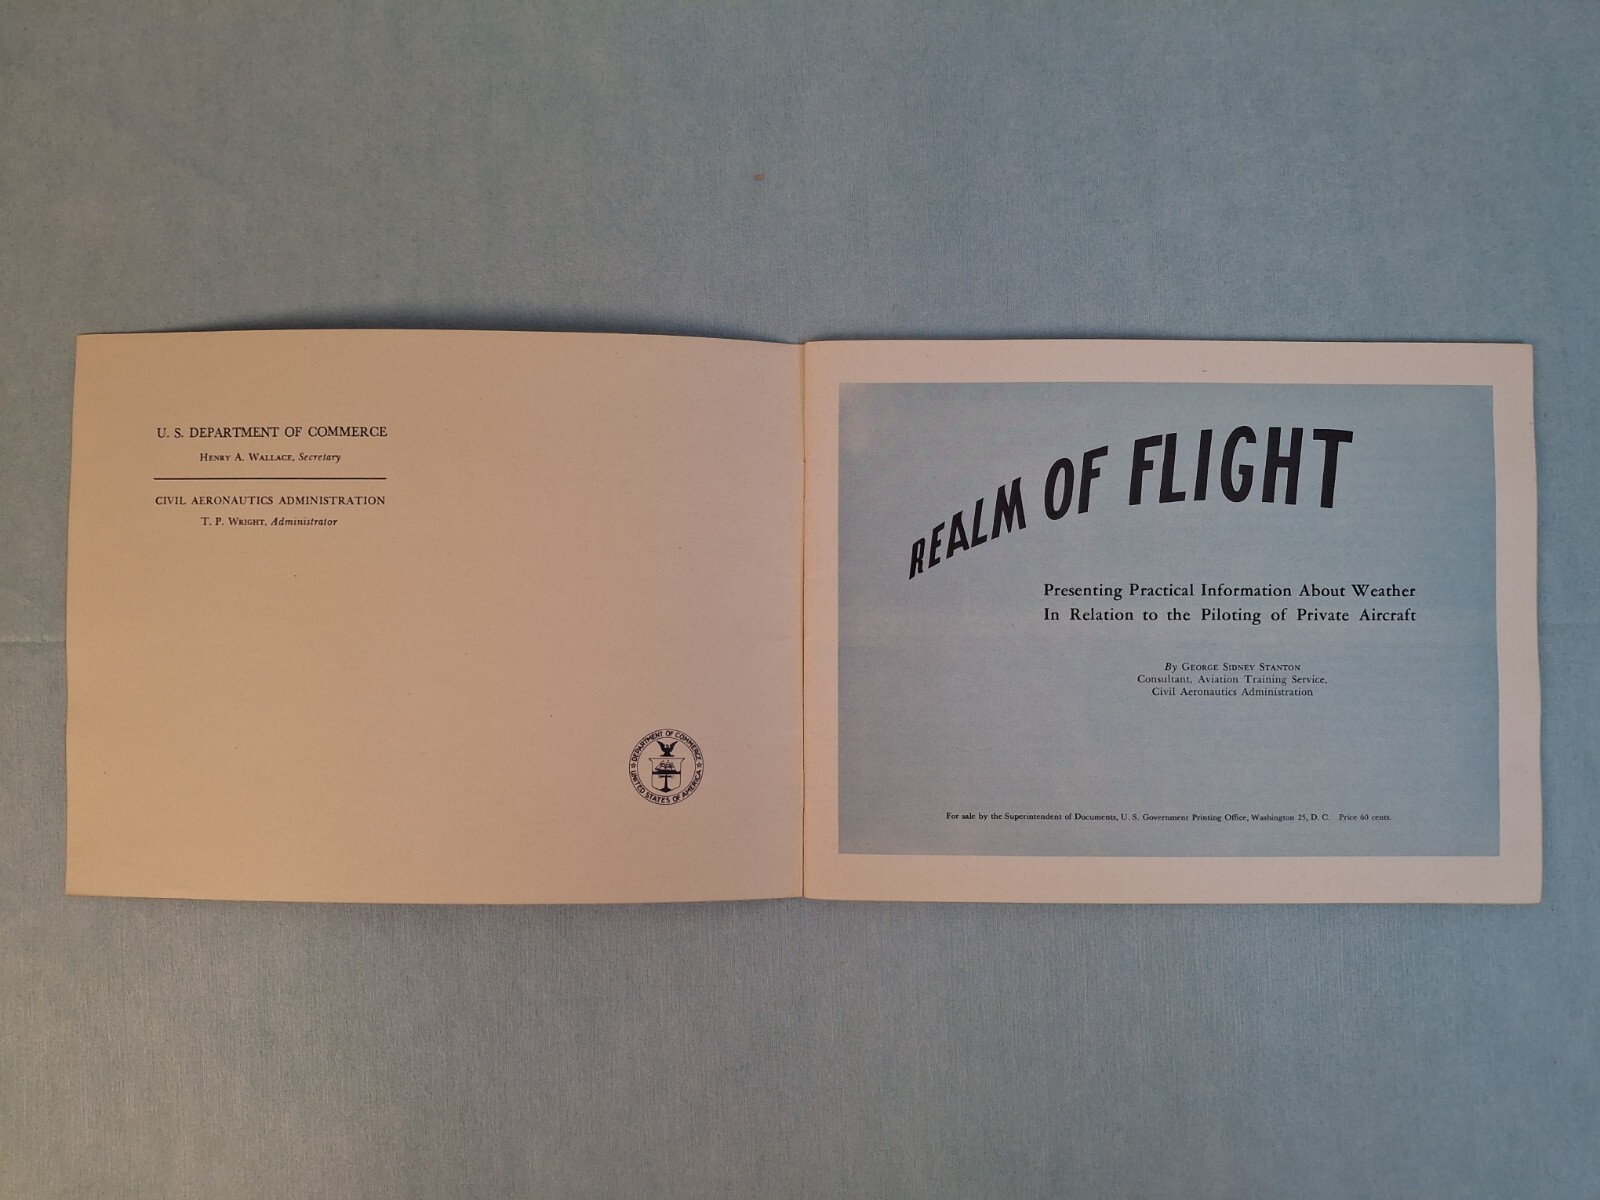 U. S. DEPARTMENT OF COMMERCE
HENRY A. WALLACE, Secretary
CIVIL AERONAUTICS ADMINISTRATION
T. P. WRIGHT, Administrator
DEPARTMENT OF COMMERCE
UNITED STATES OF AMERICA
REALM OF FLIGHT
Presenting Practical Information About Weather
In Relation to the Piloting of Private Aircraft
By GEORGE SIDNEY STANTON
Consultant, Aviation Training Service,
Civil Aeronautics Administration
For sale by the Superintendent of Documents, U. S. Government Printing Office, Washington 25, D. C. Price 60 cents.